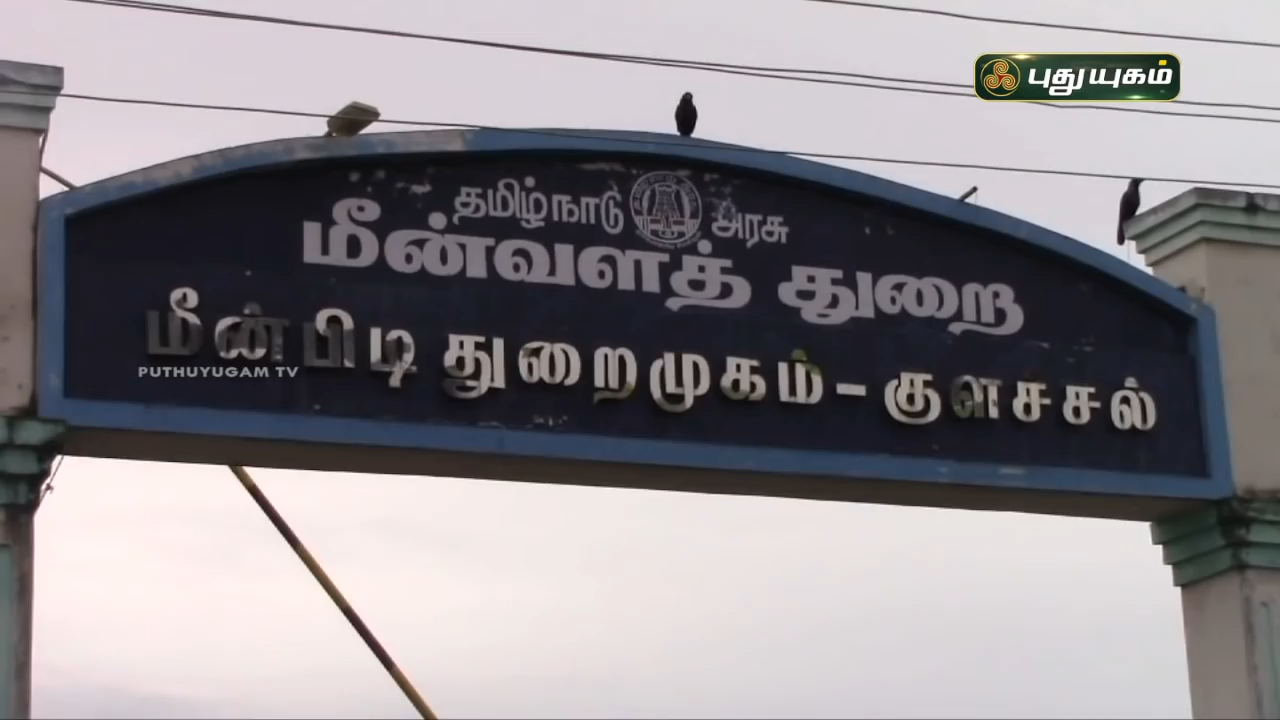 புதுயுகம்
தமிழ்நாடு அரசு
மீன்வளத் துறை
மீன்பிடி துறைமுகம் - குளச்சல்
PUTHUYUGAM TV